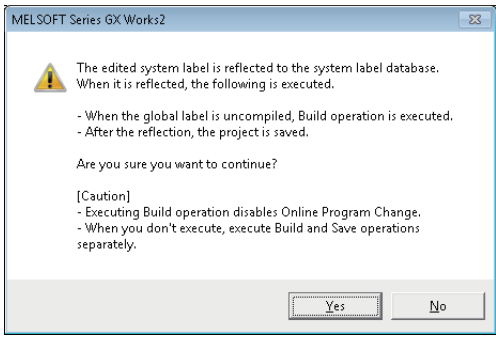 MELSOFT Series GX Works2
The edited system label is reflected to the system label database.
When it is reflected, the following is executed.
- When the global label is uncompiled, Build operation is executed.
- After the reflection, the project is saved.
Are you sure you want to continue?
[Caution]
- Executing Build operation disables Online Program Change.
- When you don't execute, execute Build and Save operations
separately.
Yes
No